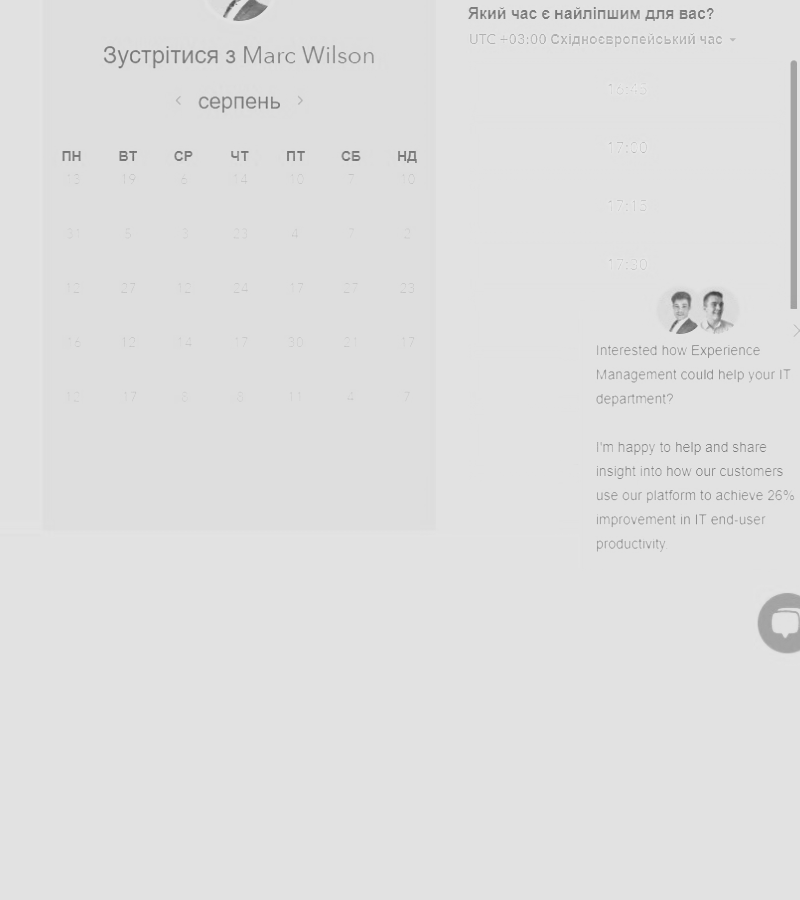 Зустрітися з Marc Wilson
серпень
ПН ВТ СР ЧТ ПТ СБ НД
13 19 6 14 10 7 10
31 5 3 23 4 7 2
12 27 12 24 17 27 23
16 12 14 17 30 21 17
12 17 8 6 11 4 7
Який час є найліпшим для вас?
UTC +03:00 Східноєвропейський час
16:45
17:00
17:15
17:30
Interested how Experience
Management could help your IT
department?
I'm happy to help and share
insight into how our customers
use our platform to achieve 26%
improvement in IT end-user
productivity